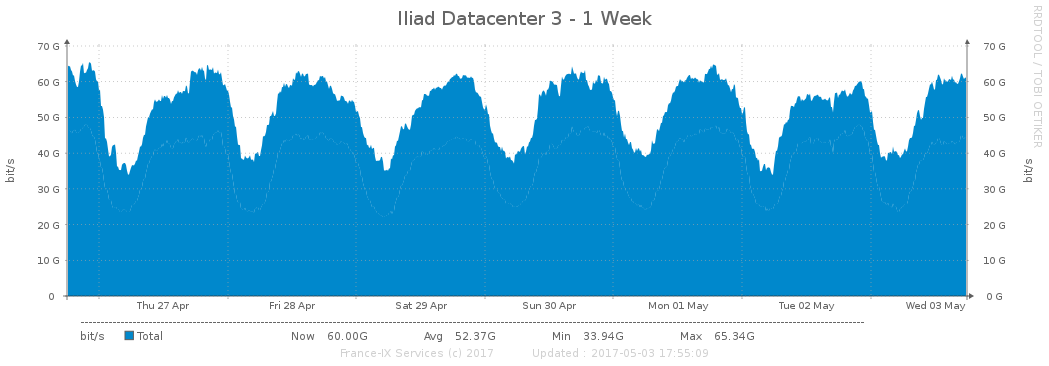 Iliad Datacenter 3 - 1 Week
RRDTOOL / TOBI OETIKER
70 G 70 G
60 G 60 G
50 G 50 G
40 G 40 G
30 G 30 G
20 G 20 G
10 G 10 G
0 0 G
bit/s bit/s
Thu 27 Apr Fri 28 Apr Sat 29 Apr Sun 30 Apr Mon 01 May Tue 02 May Wed 03 May
bit/s Total Now 60.00G Avg 52.37G Min 33.94G Max 65.34G
France-IX Services (c) 2017 Updated : 2017-05-03 17:55:09